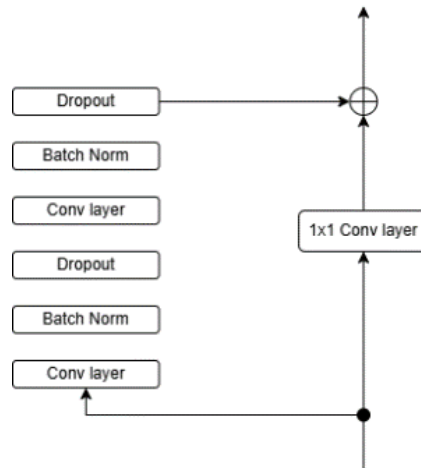 Dropout
Batch Norm
Conv layer
1x1 Conv layer
Dropout
Batch Norm
Conv layer